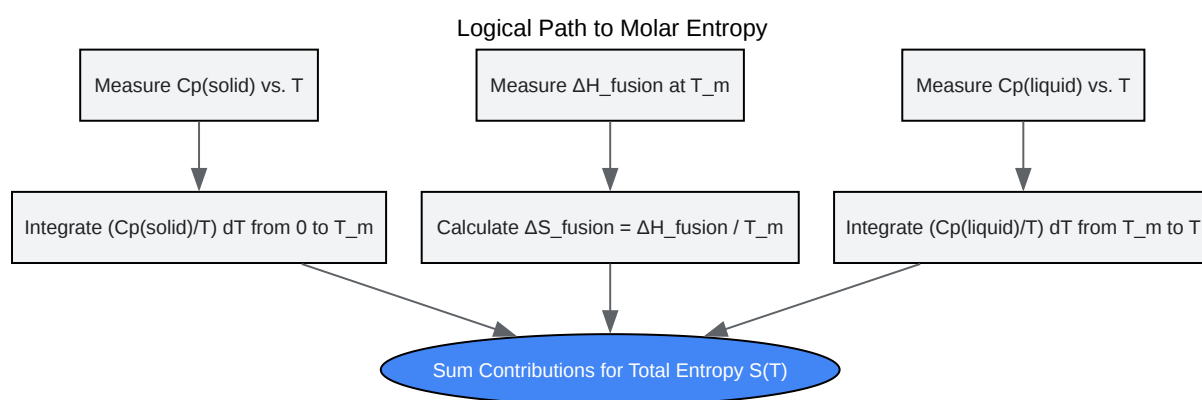 Logical Path to Molar Entropy
Measure Cp(solid) vs. T
Measure ΔH_fusion at T_m
Measure Cp(liquid) vs. T
Integrate (Cp(solid)/T) dT from 0 to T_m
Calculate ΔS_fusion = ΔH_fusion / T_m
Integrate (Cp(liquid)/T) dT from T_m to T
Sum Contributions for Total Entropy S(T)